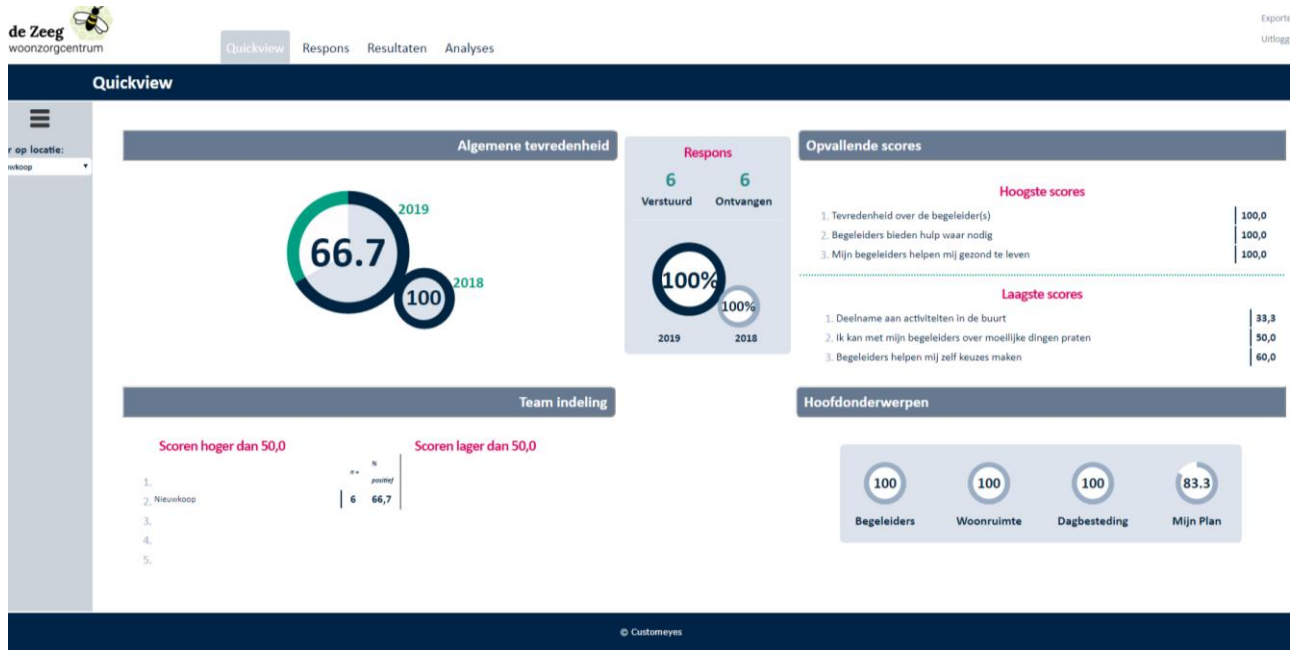 de Zeeg
woonzorgcentrum
Quickview Respons Resultaten Analyses
Exporte
Uitlogg
Quickview
r op locatie:
wkoop
Algemene tevredenheid
2019
66.7
2018
100
Respons
6 6
Verstuurd Ontvangen
100%
100%
2019 2018
Opvallende scores
Hoogste scores
1. Tevredenheid over de begeleider(s) 100,0
2. Begeleiders bieden hulp waar nodig 100,0
3. Mijn begeleiders helpen mij gezond te leven 100,0
Laagste scores
1. Deelname aan activiteiten in de buurt 33,3
2. Ik kan met mijn begeleiders over moeilijke dingen praten 50,0
3. Begeleiders helpen mij zelf keuzes maken 60,0
Team indeling
Scoren hoger dan 50,0 Scoren lager dan 50,0
N
positief
1.
2. Nieuwkoop 6 66,7
3.
4.
5.
Hoofdonderwerpen
100 100 100 83.3
Begeleiders Woonruimte Dagbesteding Mijn Plan
© Customeyes